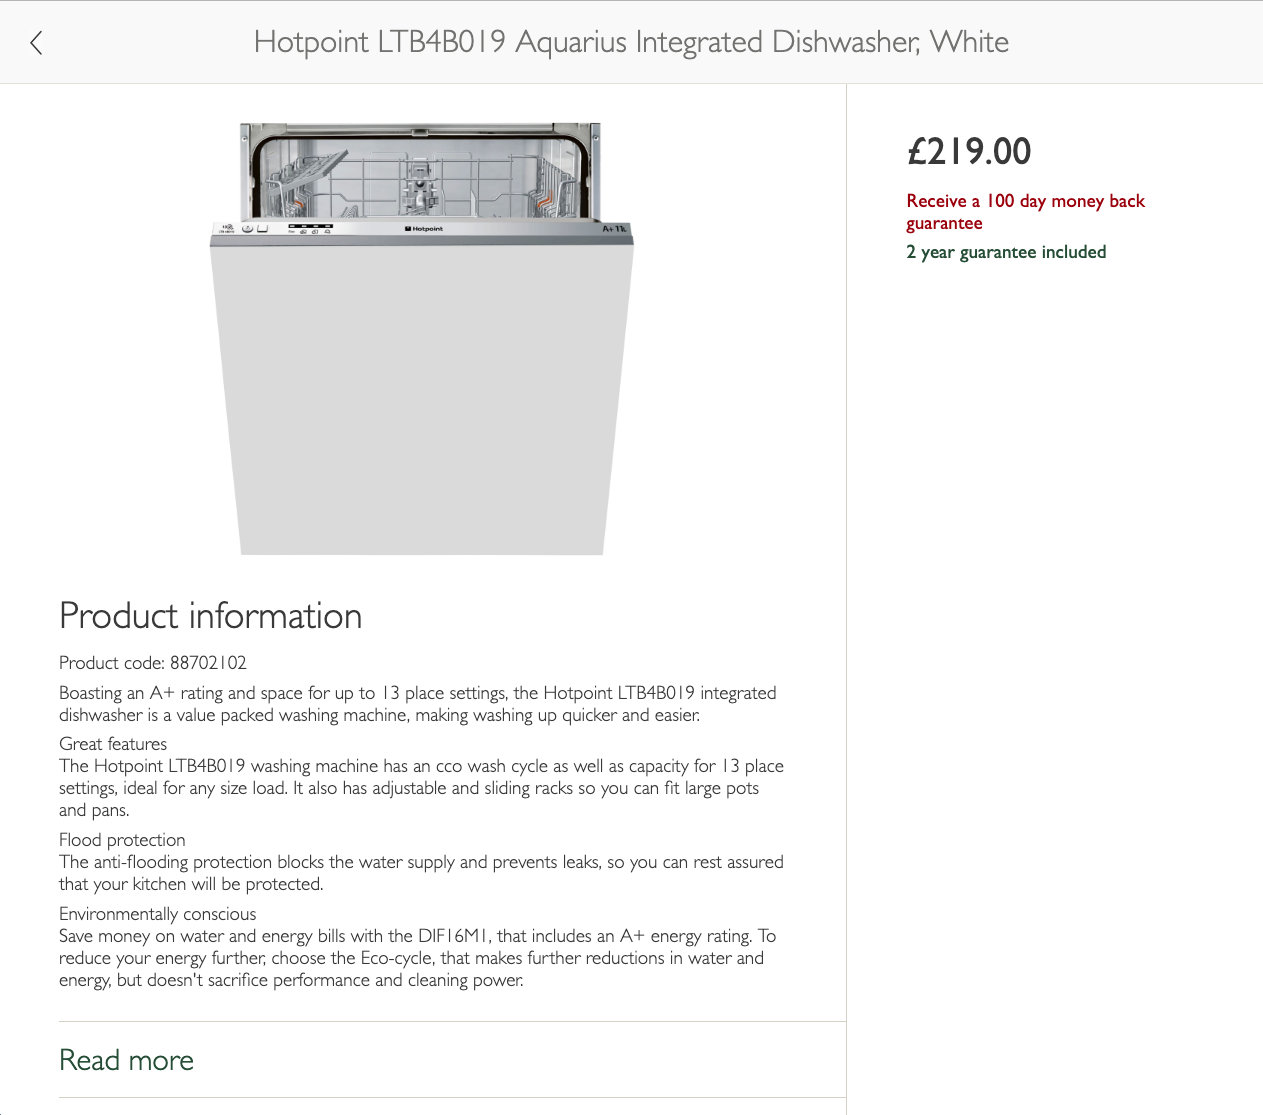 Hotpoint LTB4B019 Aquarius Integrated Dishwasher, White
Hotpoint
A+
£219.00
Receive a 100 day money back
guarantee
2 year guarantee included
Product information
Product code: 88702102
Boasting an A+ rating and space for up to 13 place settings, the Hotpoint LTB4B019 integrated
dishwasher is a value packed washing machine, making washing up quicker and easier.
Great features
The Hotpoint LTB4B019 washing machine has an cco wash cycle as well as capacity for 13 place
settings, ideal for any size load. It also has adjustable and sliding racks so you can fit large pots
and pans.
Flood protection
The anti-flooding protection blocks the water supply and prevents leaks, so you can rest assured
that your kitchen will be protected.
Environmentally conscious
Save money on water and energy bills with the DIF16M1, that includes an A+ energy rating. To
reduce your energy further, choose the Eco-cycle, that makes further reductions in water and
energy, but doesn't sacrifice performance and cleaning power.
Read more